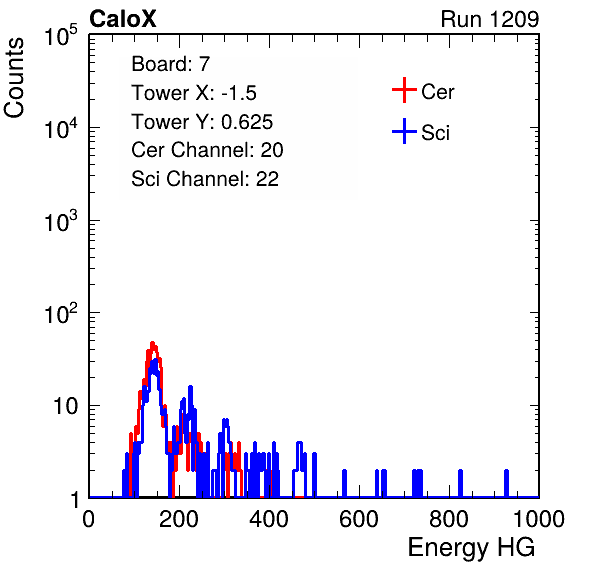 CaloX Run 1209
Counts
Board: 7
Tower X: -1.5
Tower Y: 0.625
Cer Channel: 20
Sci Channel: 22
Cer
Sci
10^5
10^4
10^3
10^2
10
1
0 200 400 600 800 1000
Energy HG